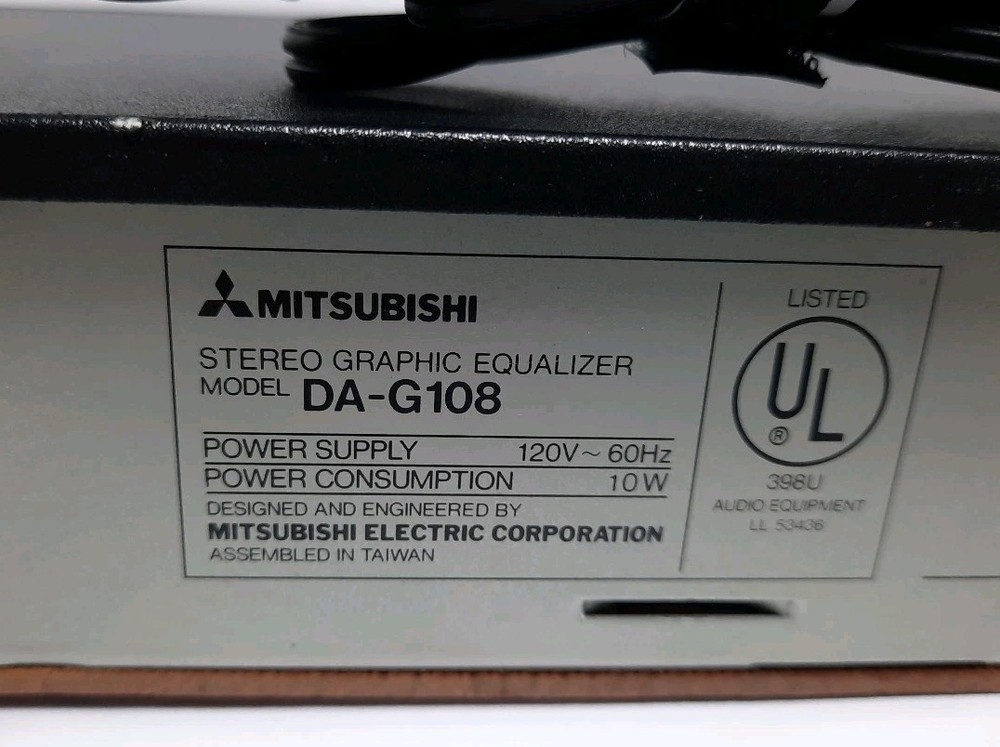 MITSUBISHI
STEREO GRAPHIC EQUALIZER
MODEL DA-G108
POWER SUPPLY 120V~ 60Hz
POWER CONSUMPTION 10W
DESIGNED AND ENGINEERED BY
MITSUBISHI ELECTRIC CORPORATION
ASSEMBLED IN TAIWAN
LISTED
UL
®
398U
AUDIO EQUIPMENT
LL 53436